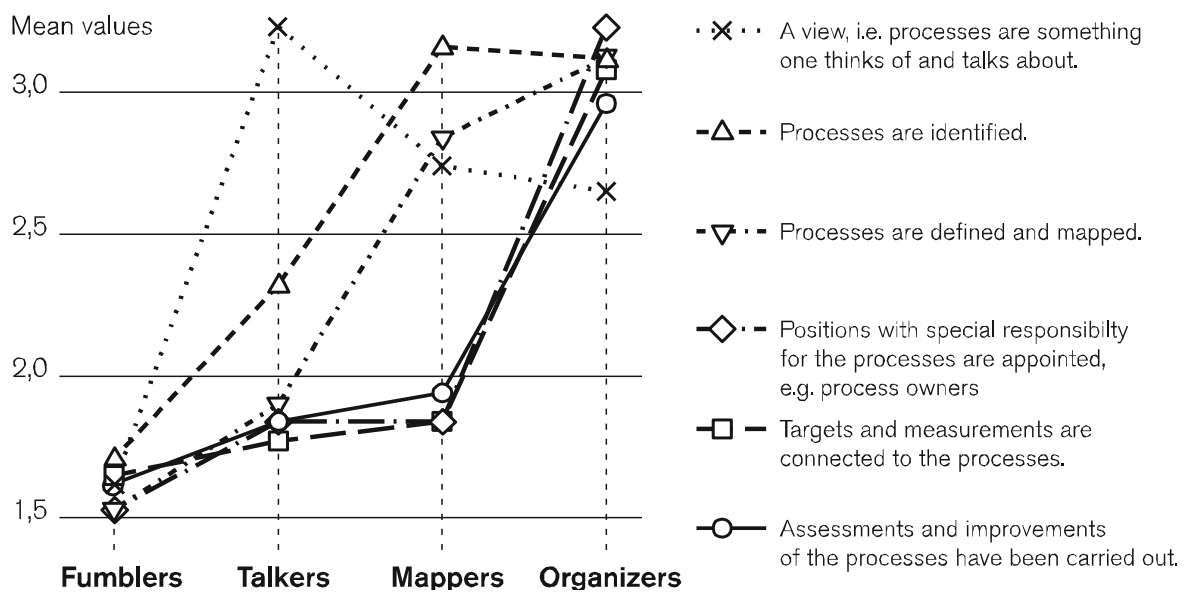 Mean values
3,0
2,5
2,0
1,5
Fumblers Talkers Mappers Organizers
A view, i.e. processes are something
one thinks of and talks about.
Processes are identified.
Processes are defined and mapped.
Positions with special responsibilty
for the processes are appointed,
e.g. process owners
Targets and measurements are
connected to the processes.
Assessments and improvements
of the processes have been carried out.